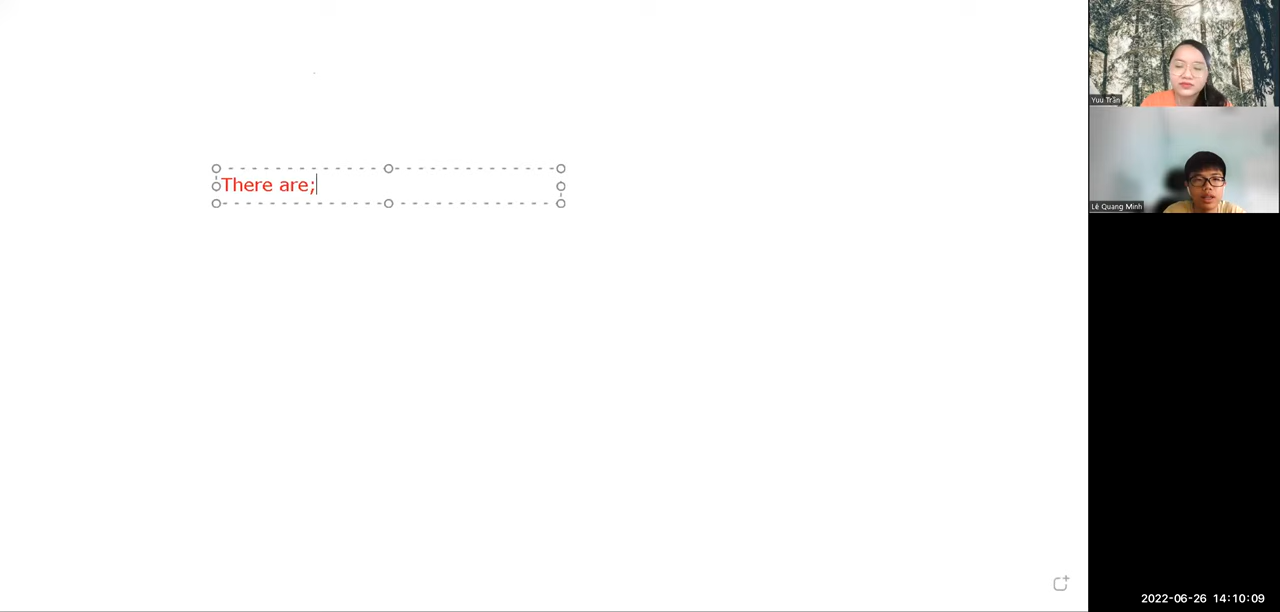 There are;
Yuu Trần
Lê Quang Minh
2022-06-26 14:10:09